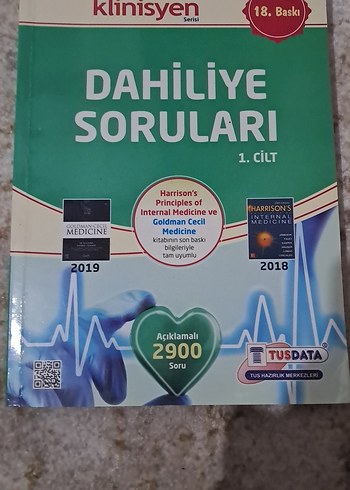 klinisyen
Serisi
18. Baskı
DAHİLİYE
SORULARI
1. CİLT
Harrison's
Principles of
Internal Medicine ve
Goldman Cecil
Medicine
kitabının son baskı
bilgileriyle
tam uyumlu
GOLDMAN-CECIL
MEDICINE
2019
HARRISON'S
INTERNAL
MEDICINE
2018
Açıklamalı
2900
Soru
TUSDATA
TUS HAZIRLIK MERKEZLERİ